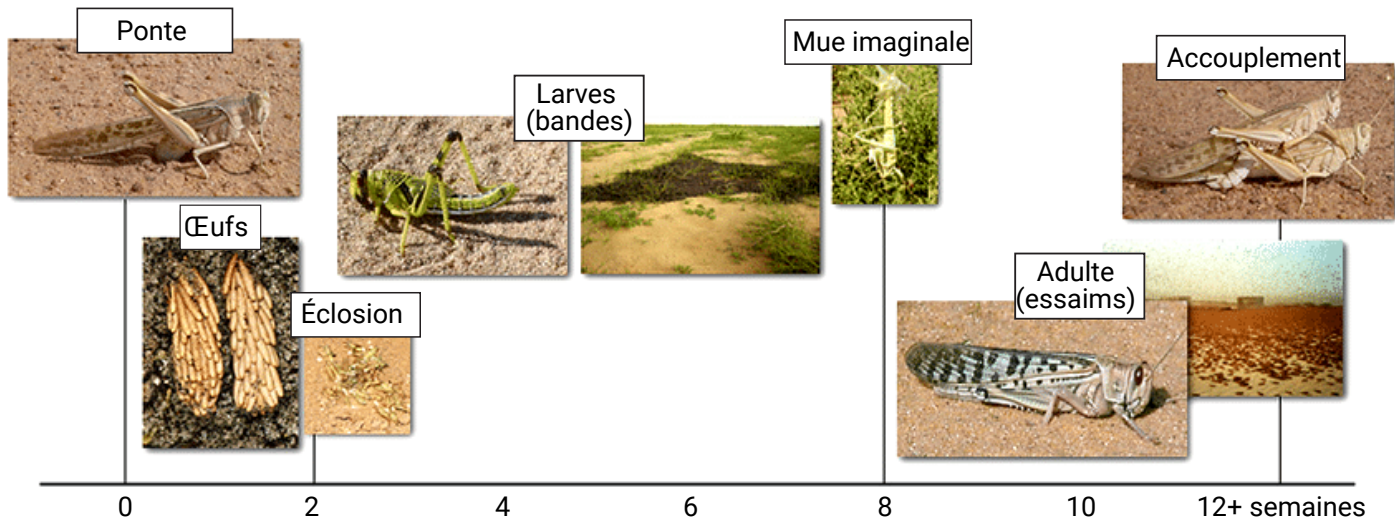 Ponte
Œufs
Éclosion
Larves
(bandes)
Mue imaginale
Adulte
(essaims)
Accouplement
0 2 4 6 8 10 12+ semaines